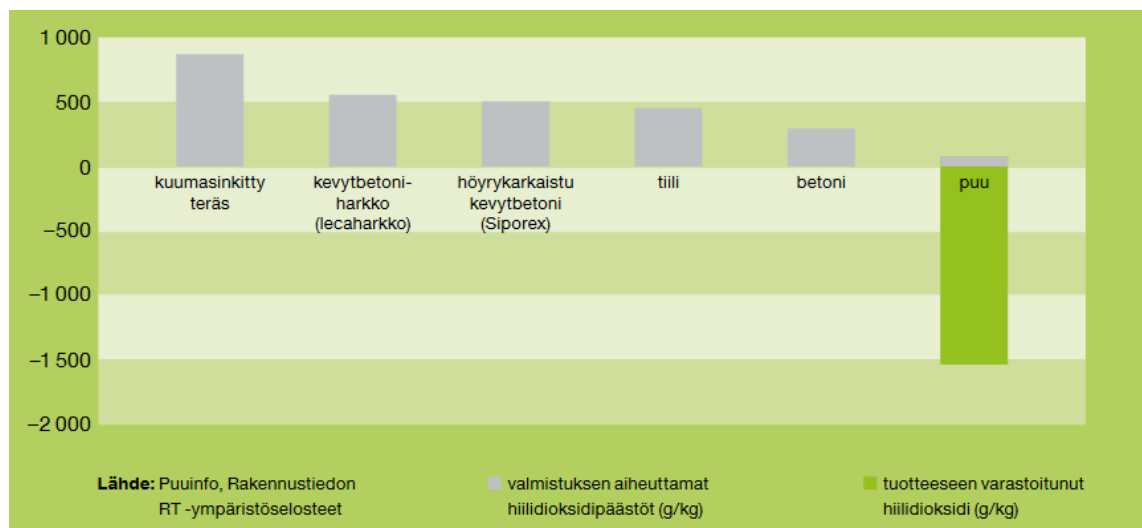 1 000
500
0
−500
−1 000
−1 500
−2 000
kuumasinkitty
teräs
kevytbetoni-
harkko
(lecaharkko)
höyrykarkaistu
kevytbetoni
(Siporex)
tiili
betoni
puu
Lähde: Puuinfo, Rakennustiedon
RT -ympäristöselosteet
valmistuksen aiheuttamat
hiilidioksidipäästöt (g/kg)
tuotteeseen varastoitunut
hiilidioksidi (g/kg)